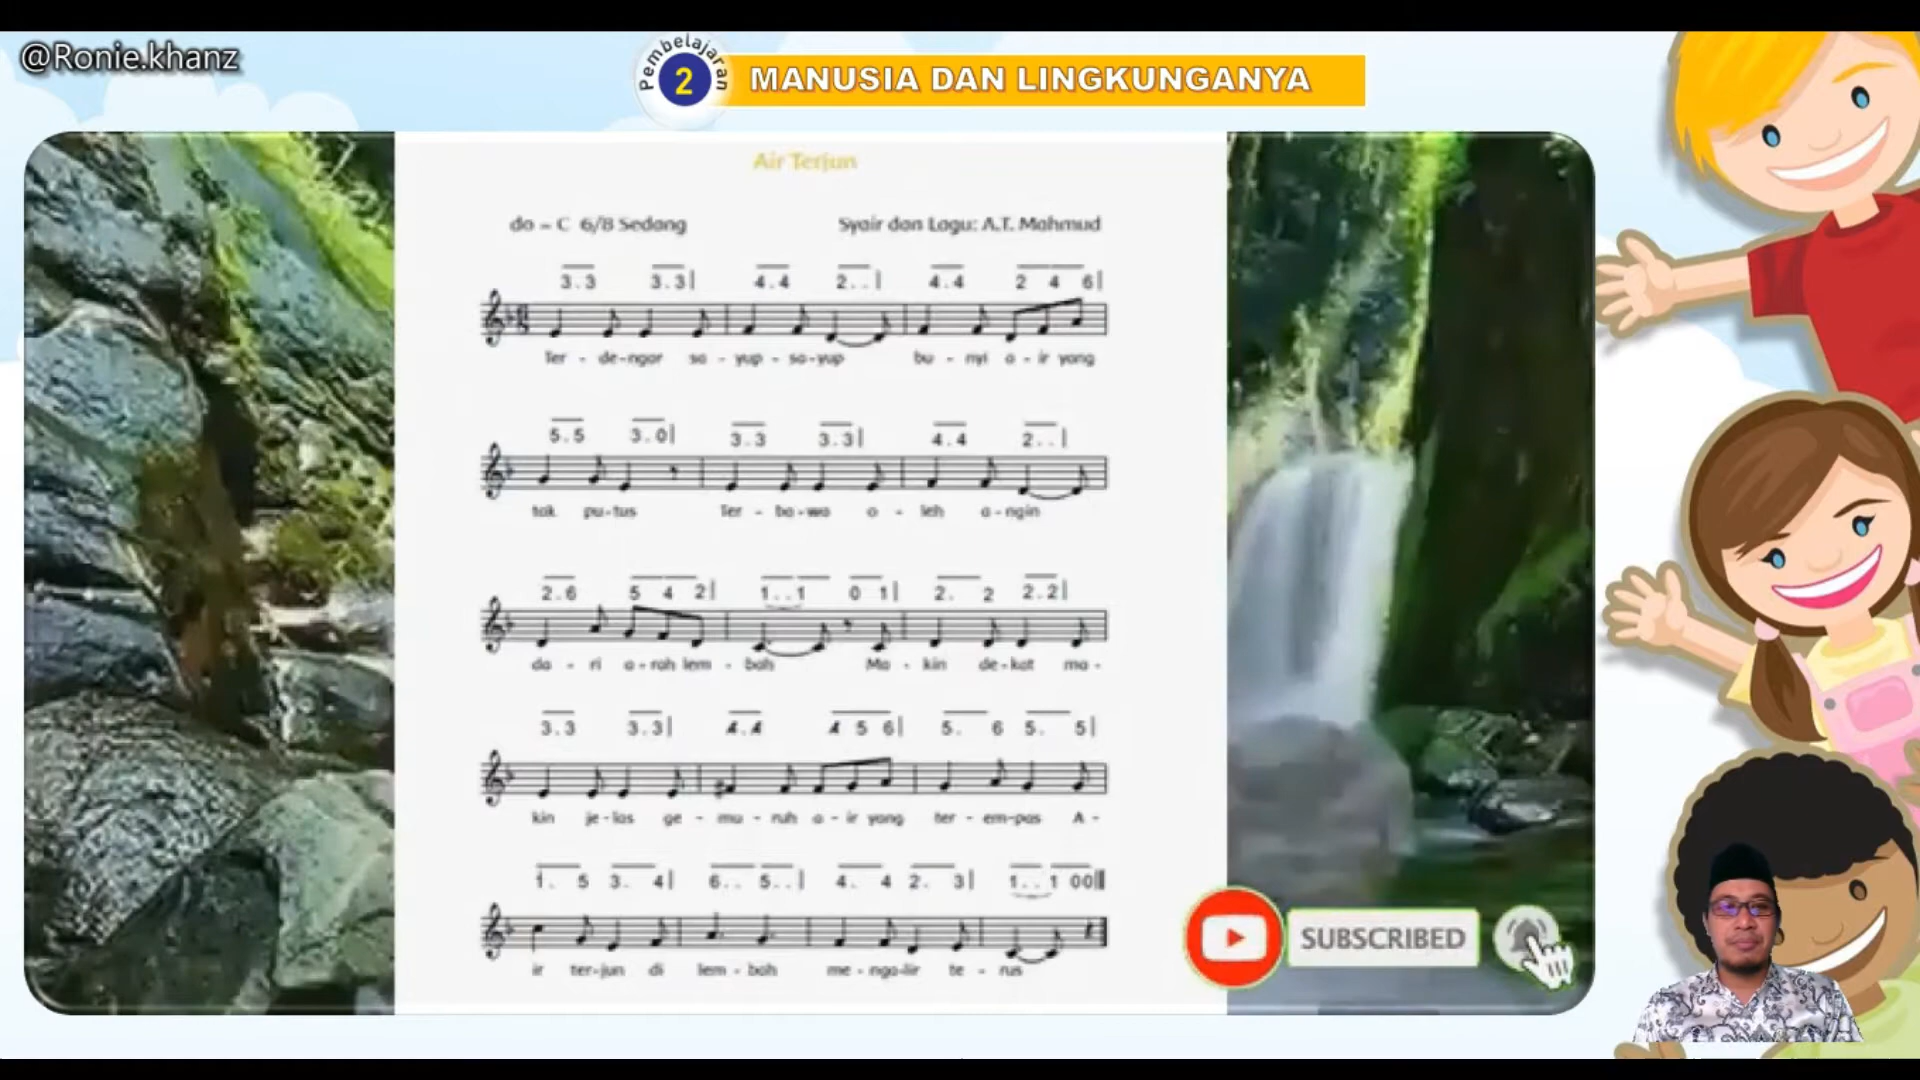 @Ronie.khanz
Pembelajaran
2
MANUSIA DAN LINGKUNGANYA
Air Terjun
do = C 6/8 Sedang
Syair dan Lagu: A.T. Mahmud
3.3 3.3| 4.4 2..| 4.4 2 4 6|
Ter - de-ngar sa - yup - sa-yup bu - nyi a - ir yang
5.5 3.0| 3.3 3.3| 4.4 2..|
tak pu-tus Ter - ba-wa o - leh a-ngin
2.6 5 4 2| 1..1 0 1| 2. 2 2.2|
da - ri a-rah lem - bah Ma - kin de-kat ma-
3.3 3.3| 4.4 4 5 6| 5. 6 5. 5|
kin je-las ge - mu - ruh a-ir yang ter - em-pas A -
1. 5 3. 4| 6.. 5..| 4. 4 2. 3| 1..1 00||
ir ter-jun di lem - bah me - nga-lir te - rus
SUBSCRIBED